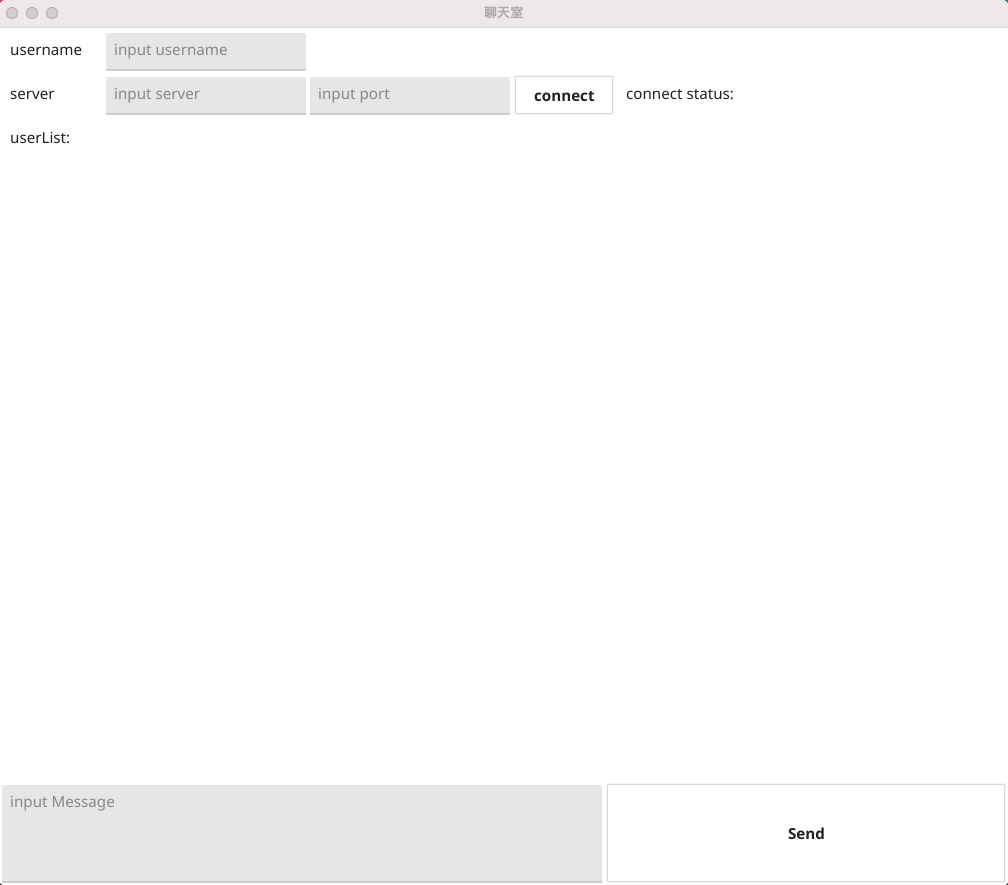 聊天室
username input username
server input server input port connect connect status:
userList:
input Message
Send